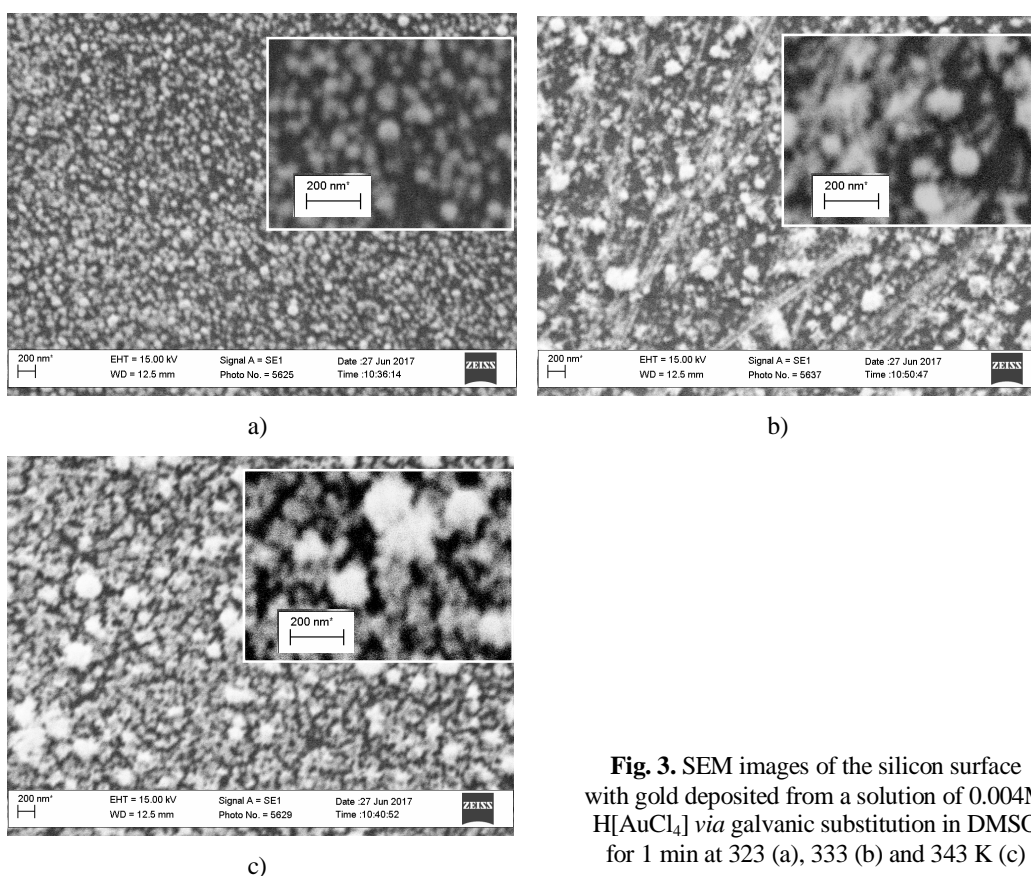 200 nm*
200 nm*
200 nm*
EHT = 15.00 kV
Signal A = SE1
Date :27 Jun 2017
WD = 12.5 mm
Photo No. = 5625
Time :10:36:14
ZEISS
200 nm*
EHT = 15.00 kV
Signal A = SE1
Date :27 Jun 2017
WD = 12.5 mm
Photo No. = 5637
Time :10:50:47
ZEISS
a)
b)
200 nm*
200 nm*
EHT = 15.00 kV
Signal A = SE1
Date :27 Jun 2017
WD = 12.5 mm
Photo No. = 5629
Time :10:40:52
ZEISS
c)
Fig. 3. SEM images of the silicon surface
with gold deposited from a solution of 0.004M
H[AuCl₄] via galvanic substitution in DMSO
for 1 min at 323 (a), 333 (b) and 343 K (c)